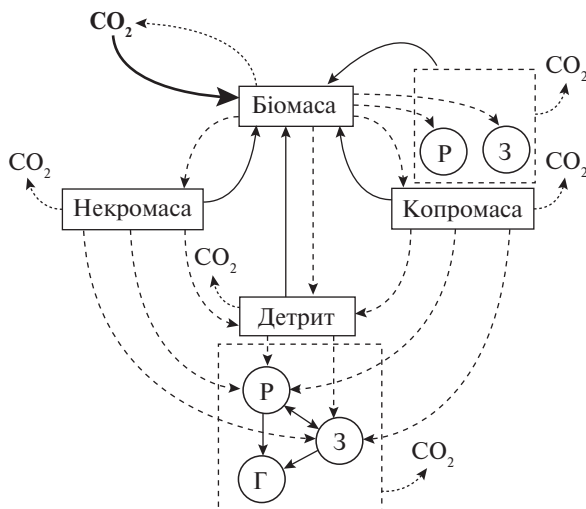 CO₂
CO₂
Біомаса
Р
З
CO₂
CO₂
Некромаса
Копромаса
CO₂
Детрит
Р
З
Г
CO₂